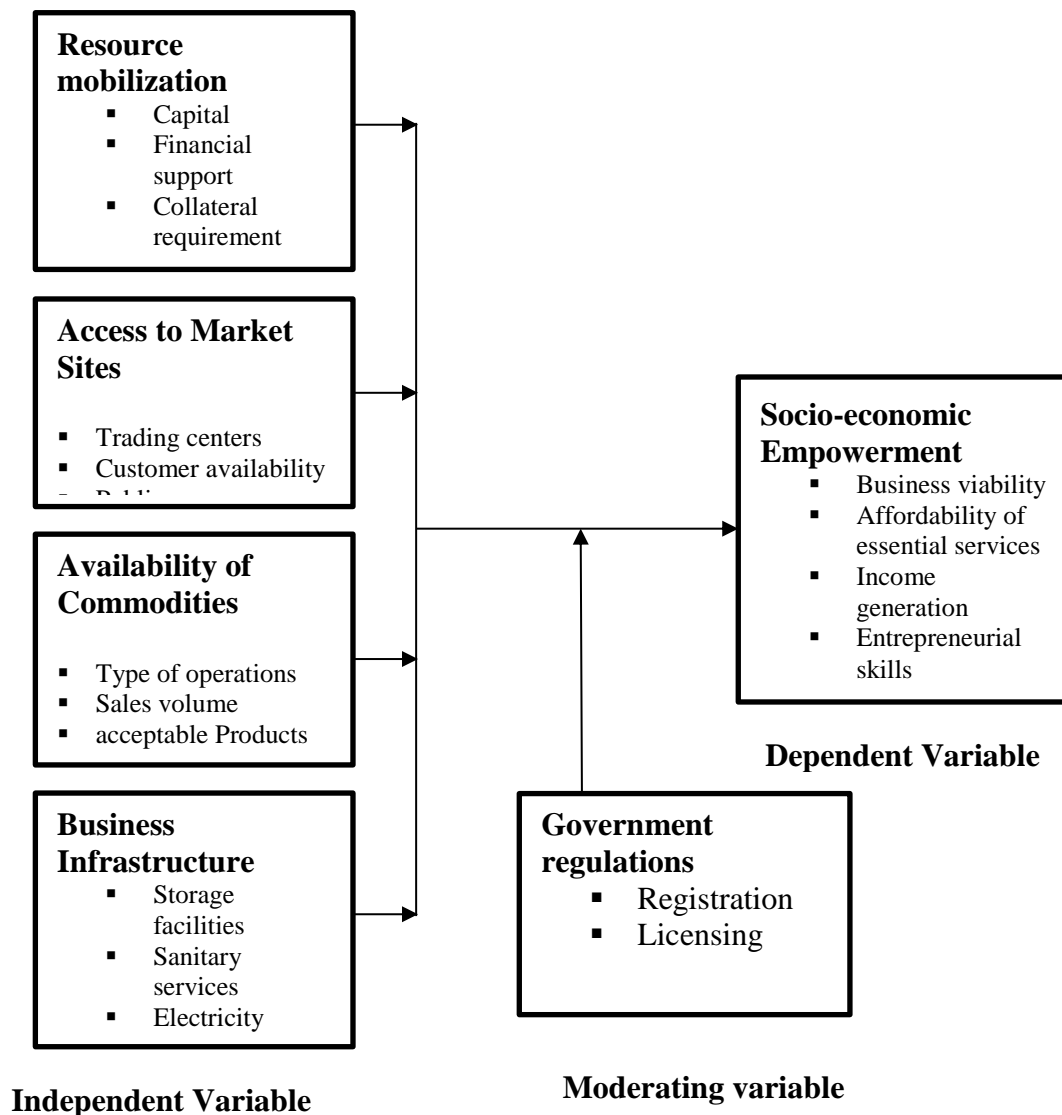 Resource
mobilization
▪ Capital
▪ Financial
support
▪ Collateral
requirement
Access to Market
Sites
▪ Trading centers
▪ Customer availability
Availability of
Commodities
▪ Type of operations
▪ Sales volume
▪ acceptable Products
Business
Infrastructure
▪ Storage
facilities
▪ Sanitary
services
▪ Electricity
Independent Variable
Socio-economic
Empowerment
▪ Business viability
▪ Affordability of
essential services
▪ Income
generation
▪ Entrepreneurial
skills
Dependent Variable
Government
regulations
▪ Registration
▪ Licensing
Moderating variable